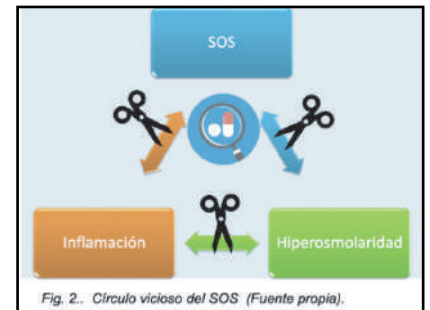 SOS
Inflamación
Hiperosmolaridad
Fig. 2.. Círculo vicioso del SOS (Fuente propia).